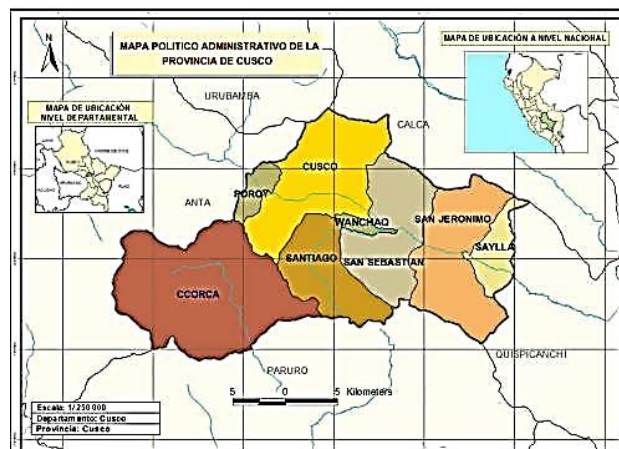 N
MAPA POLITICO ADMINISTRATIVO DE LA
PROVINCIA DE CUSCO
MAPA DE UBICACIÓN A NIVEL NACIONAL
MAPA DE UBICACIÓN
NIVEL DEPARTAMENTAL
URUBAMBA
CALCA
ANTA
CUSCO
POROY
WANCHAQ
SAN JERONIMO
SAYLLA
SANTIAGO
SAN SEBASTIAN
CCORCA
QUISPICANCHI
PARURO
5 0 5 Kilometers
Escala: 1/250 000
Departamento: Cusco
Provincia: Cusco